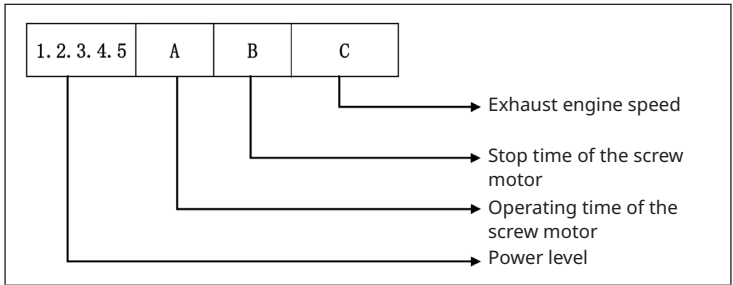 1.2.3.4.5 A B C
Exhaust engine speed
Stop time of the screw
motor
Operating time of the
screw motor
Power level